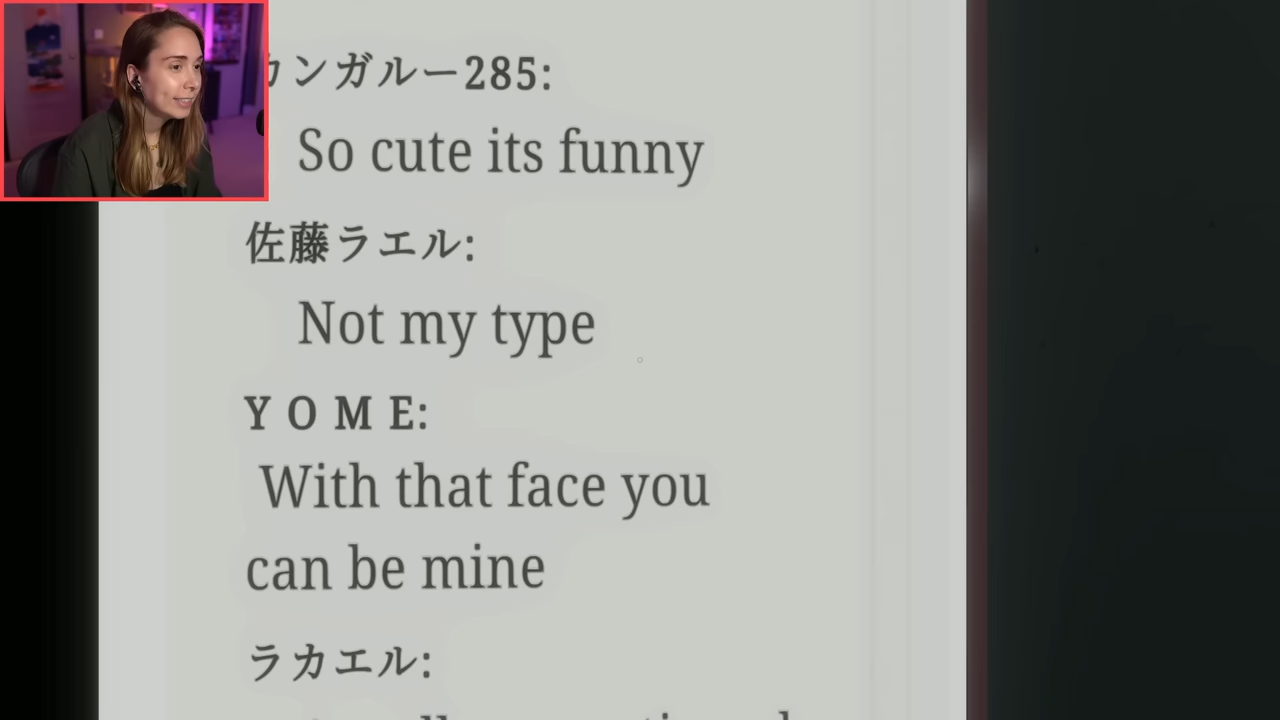 ンガルー285:
So cute its funny
佐藤ラエル:
Not my type
Y O M E:
With that face you
can be mine
ラカエル: